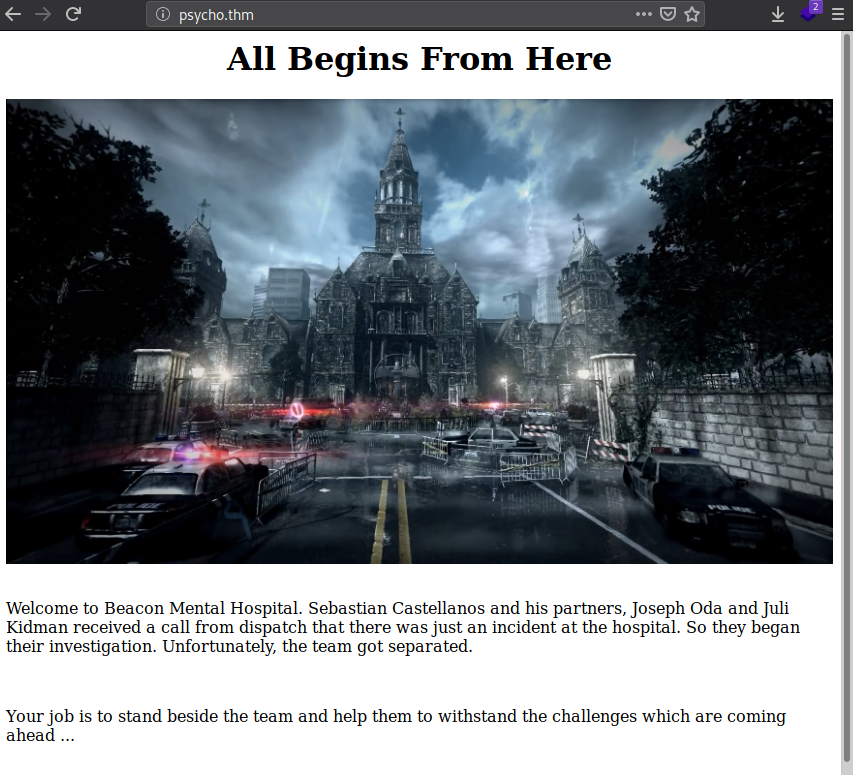 psycho.thm
2
All Begins From Here
POLICE
POLICE
Welcome to Beacon Mental Hospital. Sebastian Castellanos and his partners, Joseph Oda and Juli
Kidman received a call from dispatch that there was just an incident at the hospital. So they began
their investigation. Unfortunately, the team got separated.
Your job is to stand beside the team and help them to withstand the challenges which are coming
ahead ...